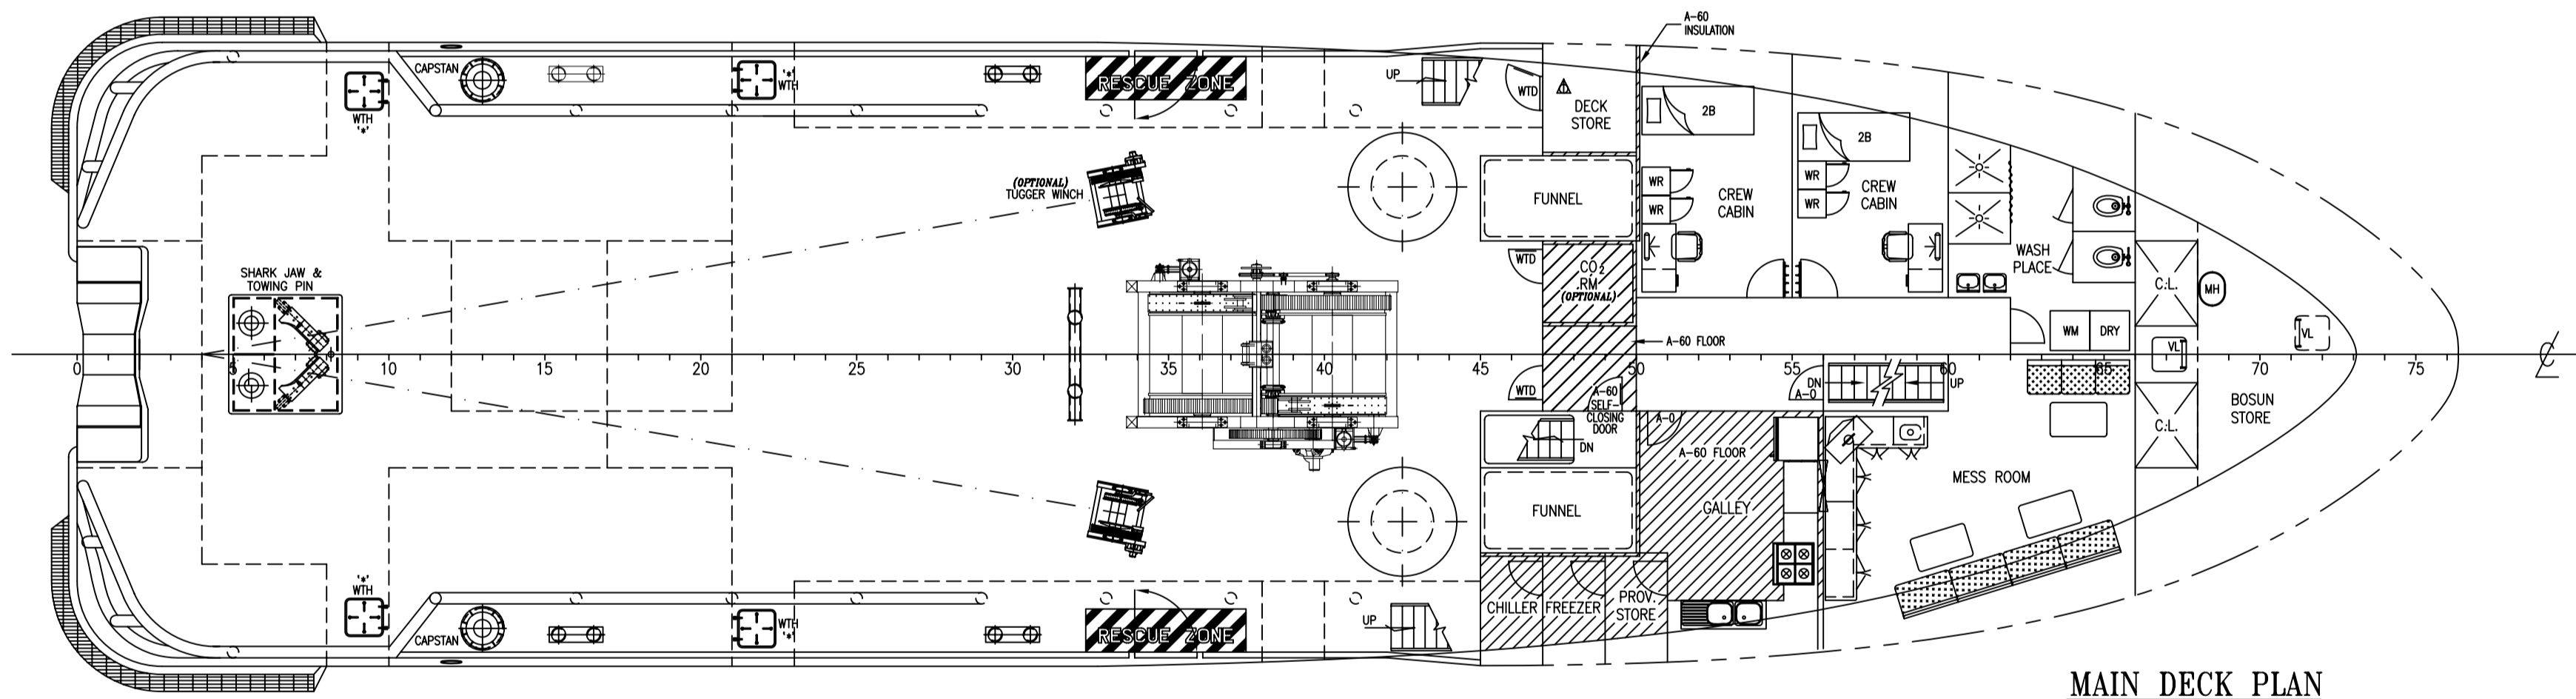 A-60
INSULATION
CAPSTAN
WTH
'*'
'*'
WTH
RESCUE ZONE
UP
WTD
DECK
STORE
2B
2B
(OPTIONAL)
TUGGER WINCH
FUNNEL
WR
WR
CREW
CABIN
WR
WR
CREW
CABIN
WASH
PLACE
SHARK JAW &
TOWING PIN
WTD
CO2
RM
(OPTIONAL)
C.L.
MH
WM
DRY
A-60 FLOOR
VL
VL
0 5 10 15 20 25 30 35 40 45 50 55 60 65 70 75
WTD
A-60
SELF-
CLOSING
DOOR
A-0
DN
A-0
UP
BOSUN
STORE
C.L.
DN
A-60 FLOOR
MESS ROOM
FUNNEL
GALLEY
'*'
WTH
CAPSTAN
WTH
'*'
RESCUE ZONE
UP
CHILLER
FREEZER
PROV.
STORE
MAIN DECK PLAN